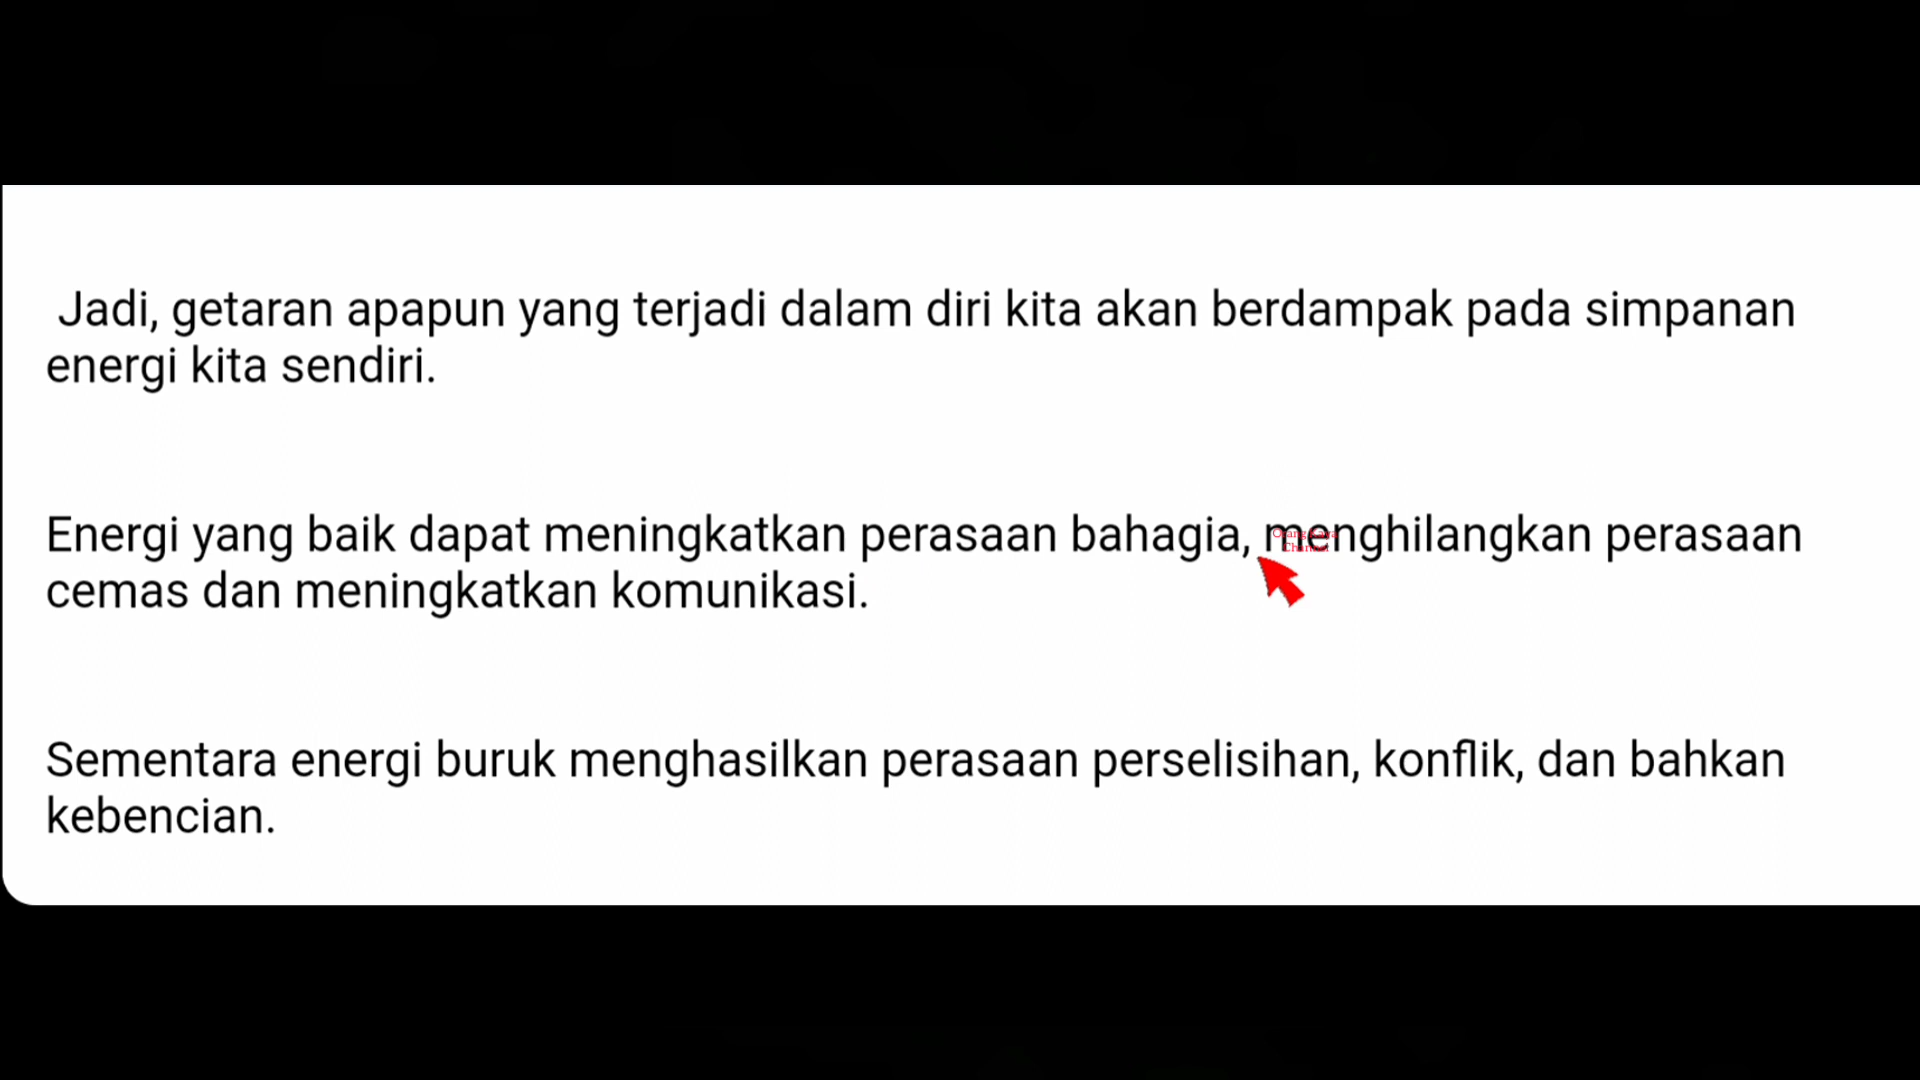 Jadi, getaran apapun yang terjadi dalam diri kita akan berdampak pada simpanan
energi kita sendiri.
Energi yang baik dapat meningkatkan perasaan bahagia, menghilangkan perasaan
cemas dan meningkatkan komunikasi.
Sementara energi buruk menghasilkan perasaan perselisihan, konflik, dan bahkan
kebencian.